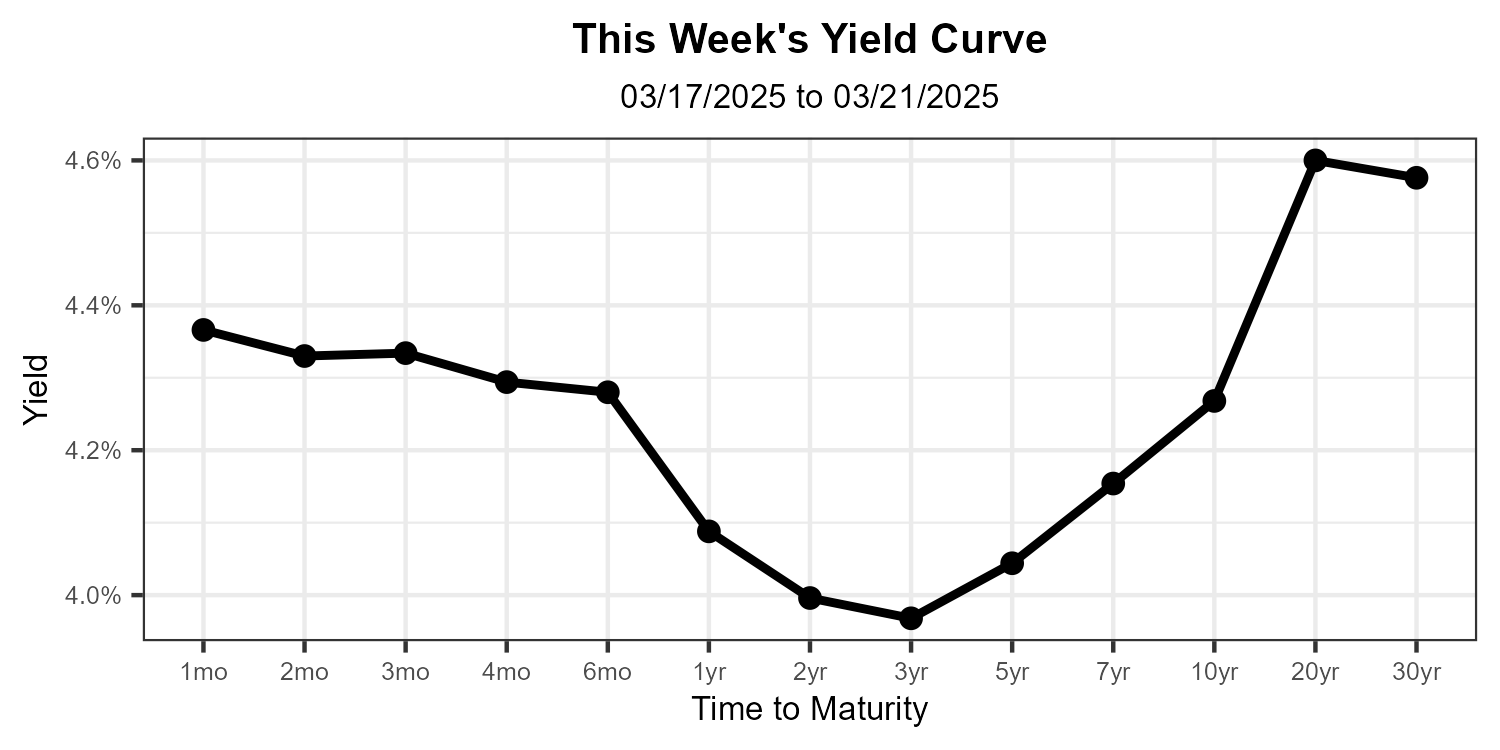 This Week's Yield Curve
03/17/2025 to 03/21/2025
Yield
4.6%
4.4%
4.2%
4.0%
1mo 2mo 3mo 4mo 6mo 1yr 2yr 3yr 5yr 7yr 10yr 20yr 30yr
Time to Maturity